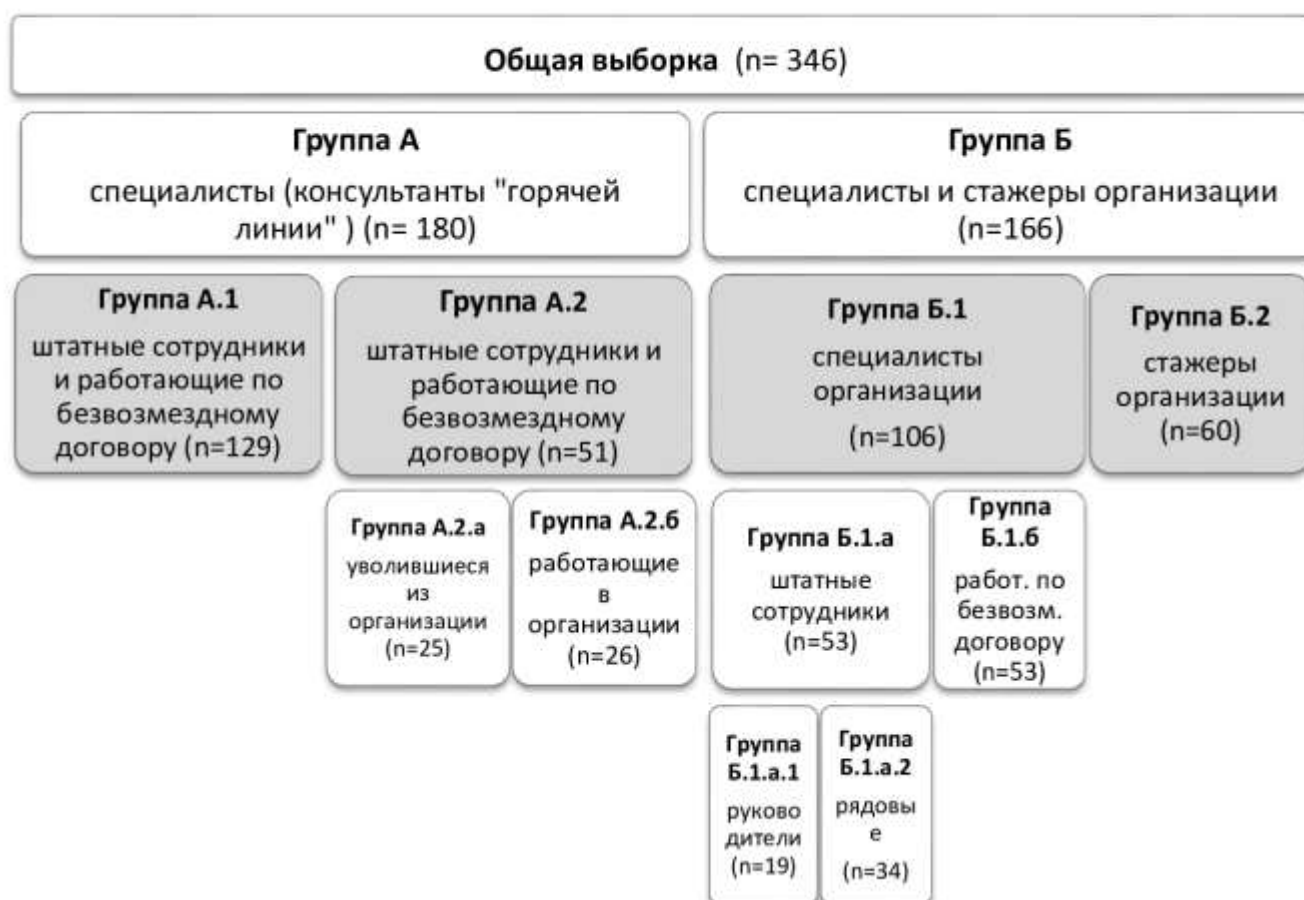 Общая выборка (n= 346)
Группа А
специалисты (консультанты "горячей
линии" ) (n= 180)
Группа Б
специалисты и стажеры организации
(n=166)
Группа А.1
штатные сотрудники
и работающие по
безвозмездному
договору (n=129)
Группа А.2
штатные сотрудники и
работающие по
безвозмездному
договору (n=51)
Группа Б.1
специалисты
организации
(n=106)
Группа Б.2
стажеры
организации
(n=60)
Группа А.2.а
уволившиеся
из
организации
(n=25)
Группа А.2.б
работающие
в
организации
(n=26)
Группа Б.1.а
штатные
сотрудники
(n=53)
Группа
Б.1.б
работ. по
безвозм.
договору
(n=53)
Группа
Б.1.а.1
руково
дители
(n=19)
Группа
Б.1.а.2
рядовы
е
(n=34)